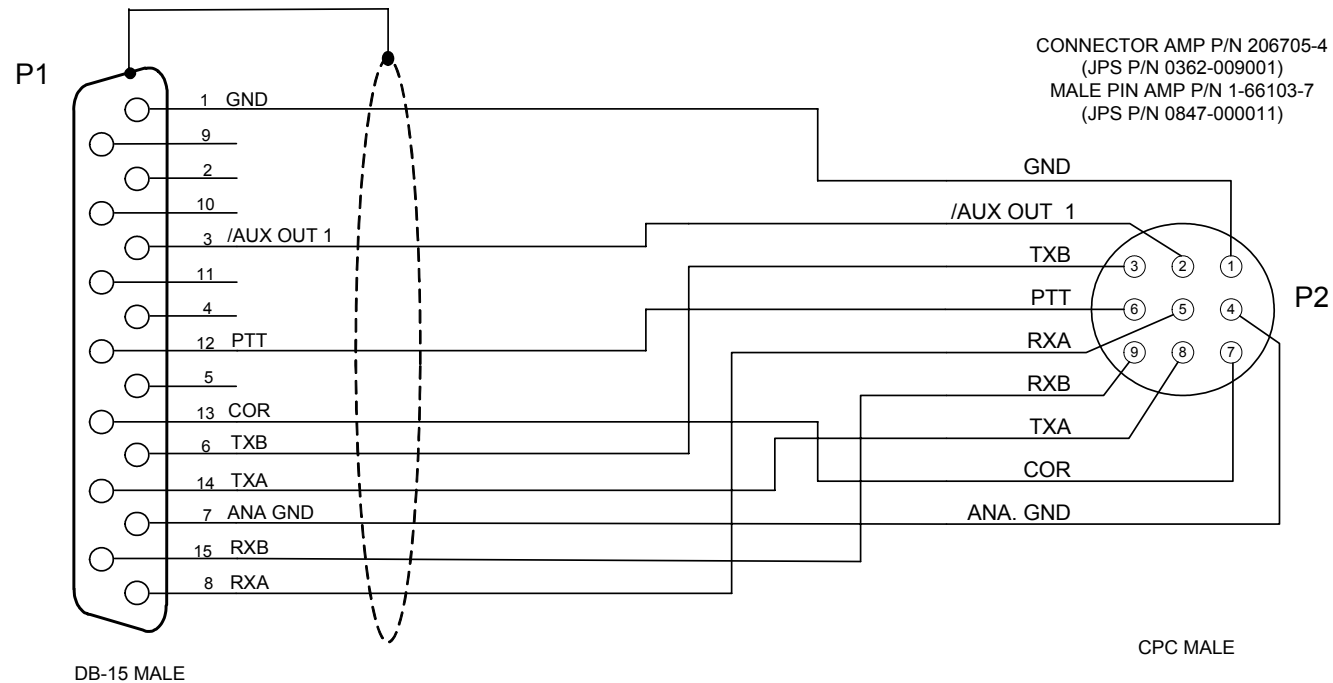 CONNECTOR AMP P/N 206705-4
(JPS P/N 0362-009001)
MALE PIN AMP P/N 1-66103-7
(JPS P/N 0847-000011)
P1
1 GND
9
2
10
3 /AUX OUT 1
11
4
12 PTT
5
13 COR
6 TXB
14 TXA
7 ANA GND
15 RXB
8 RXA
DB-15 MALE
GND
/AUX OUT 1
TXB
PTT
RXA
RXB
TXA
COR
ANA. GND
3 2 1
6 5 4
9 8 7
P2
CPC MALE